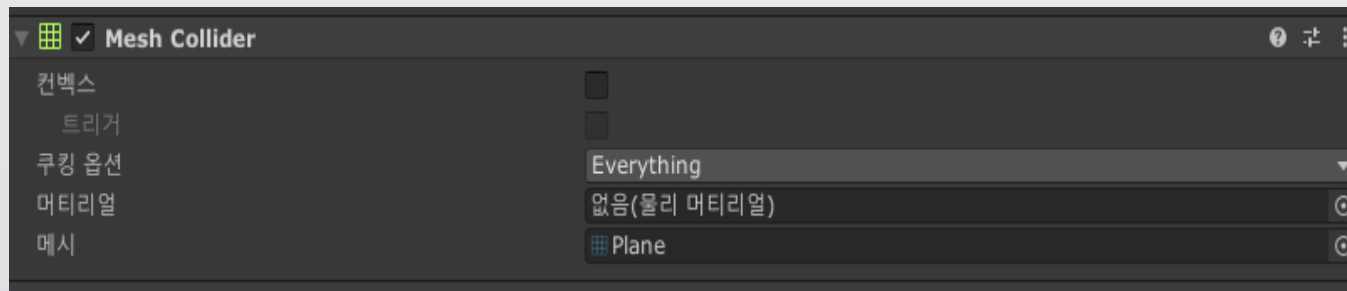 Mesh Collider
컨벡스
트리거
쿠킹 옵션 Everything
머티리얼 없음(물리 머티리얼)
메시 Plane